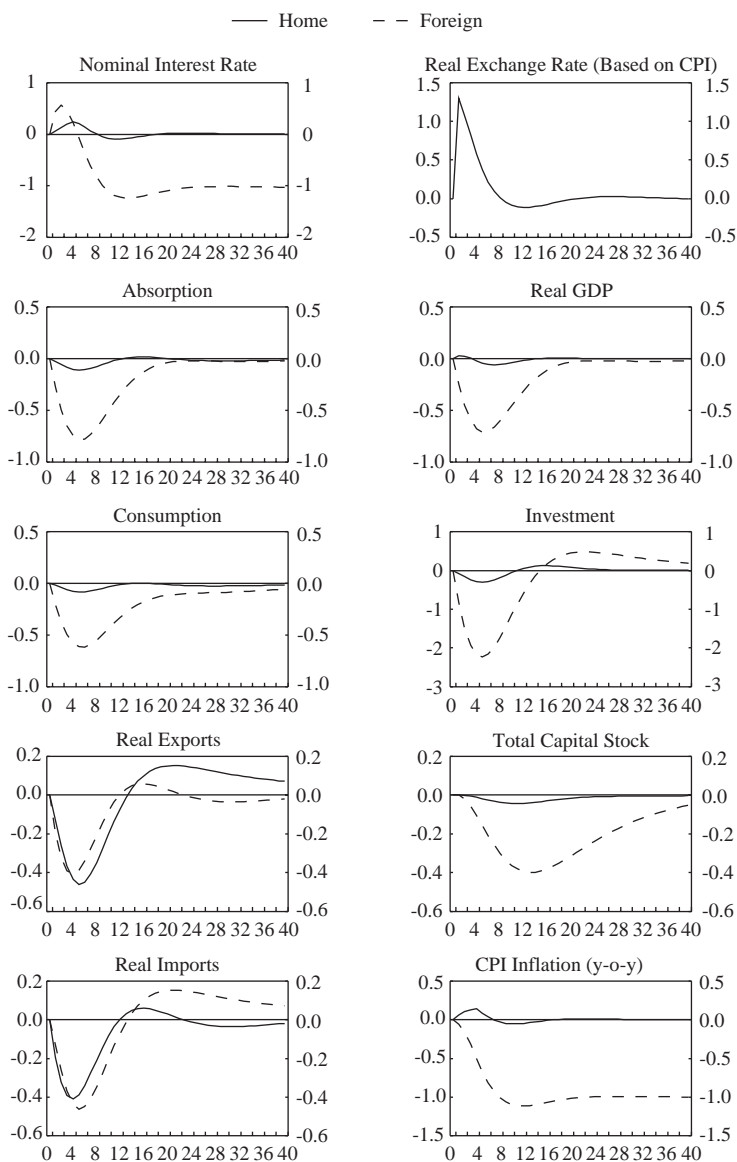 Home Foreign
Nominal Interest Rate
1 1
0 0
-1 -1
-2 -2
0 4 8 12 16 20 24 28 32 36 40
Real Exchange Rate (Based on CPI)
1.5 1.5
1.0 1.0
0.5 0.5
0.0 0.0
-0.5 -0.5
0 4 8 12 16 20 24 28 32 36 40
Absorption
0.5 0.5
0.0 0.0
-0.5 -0.5
-1.0 -1.0
0 4 8 12 16 20 24 28 32 36 40
Real GDP
0.5 0.5
0.0 0.0
-0.5 -0.5
-1.0 -1.0
0 4 8 12 16 20 24 28 32 36 40
Consumption
0.5 0.5
0.0 0.0
-0.5 -0.5
-1.0 -1.0
0 4 8 12 16 20 24 28 32 36 40
Investment
1 1
0 0
-1 -1
-2 -2
-3 -3
0 4 8 12 16 20 24 28 32 36 40
Real Exports
0.2 0.2
0.0 0.0
-0.2 -0.2
-0.4 -0.4
-0.6 -0.6
0 4 8 12 16 20 24 28 32 36 40
Total Capital Stock
0.2 0.2
0.0 0.0
-0.2 -0.2
-0.4 -0.4
-0.6 -0.6
0 4 8 12 16 20 24 28 32 36 40
Real Imports
0.2 0.2
0.0 0.0
-0.2 -0.2
-0.4 -0.4
-0.6 -0.6
0 4 8 12 16 20 24 28 32 36 40
CPI Inflation (y-o-y)
0.5 0.5
0.0 0.0
-0.5 -0.5
-1.0 -1.0
-1.5 -1.5
0 4 8 12 16 20 24 28 32 36 40